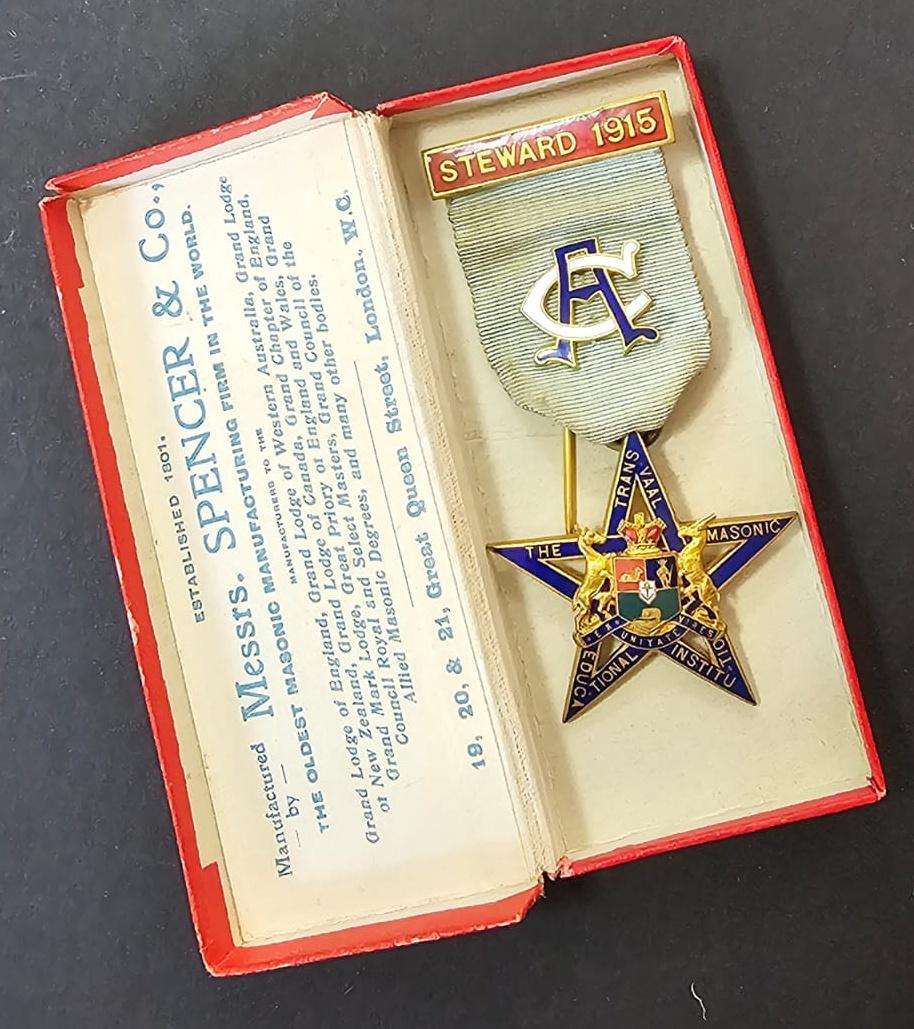 ESTABLISHED 1801.
Manufactured by Messrs. SPENCER & Co.,
THE OLDEST MASONIC MANUFACTURING FIRM IN THE WORLD.
MANUFACTURERS TO THE
Grand Lodge of England, Grand Lodge of Western Australia, Grand Lodge
of New Zealand, Grand Lodge of Canada, Grand Chapter of England,
Grand Mark Lodge, Great Priory of England and Wales, Grand
Council Royal and Select Masters, Grand Council of the
Allied Masonic Degrees, and many other Grand bodies.
19, 20, & 21, Great Queen Street, London, W.C.
STEWARD 1915
AC
THE TRANSVAAL MASONIC
EDUCATIONAL INSTITUTION
EX UNITATE VIRES